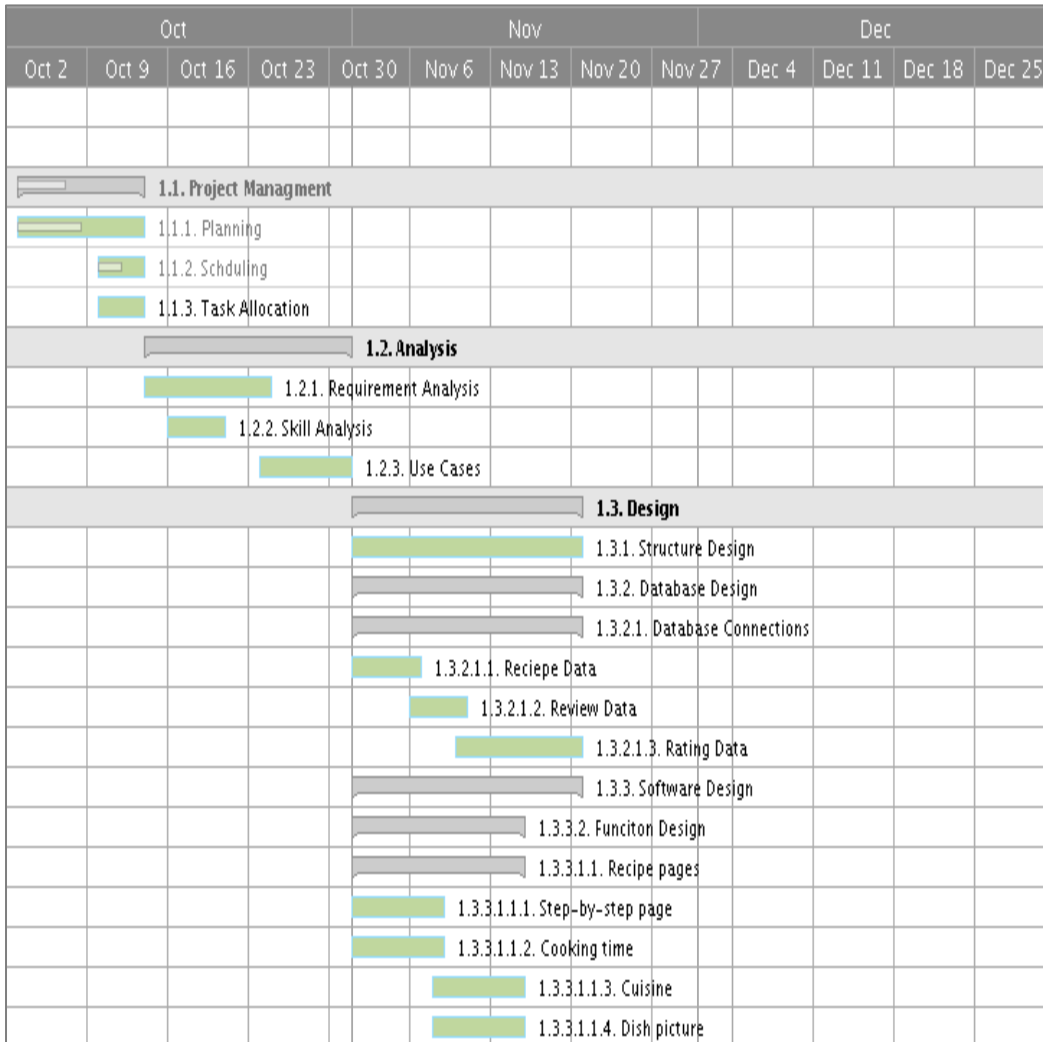 Oct Nov Dec
Oct 2 Oct 9 Oct 16 Oct 23 Oct 30 Nov 6 Nov 13 Nov 20 Nov 27 Dec 4 Dec 11 Dec 18 Dec 25
1.1. Project Managment
1.1.1. Planning
1.1.2. Schduling
1.1.3. Task Allocation
1.2. Analysis
1.2.1. Requirement Analysis
1.2.2. Skill Analysis
1.2.3. Use Cases
1.3. Design
1.3.1. Structure Design
1.3.2. Database Design
1.3.2.1. Database Connections
1.3.2.1.1. Reciepe Data
1.3.2.1.2. Review Data
1.3.2.1.3. Rating Data
1.3.3. Software Design
1.3.3.2. Funciton Design
1.3.3.1.1. Recipe pages
1.3.3.1.1.1. Step-by-step page
1.3.3.1.1.2. Cooking time
1.3.3.1.1.3. Cuisine
1.3.3.1.1.4. Dish picture